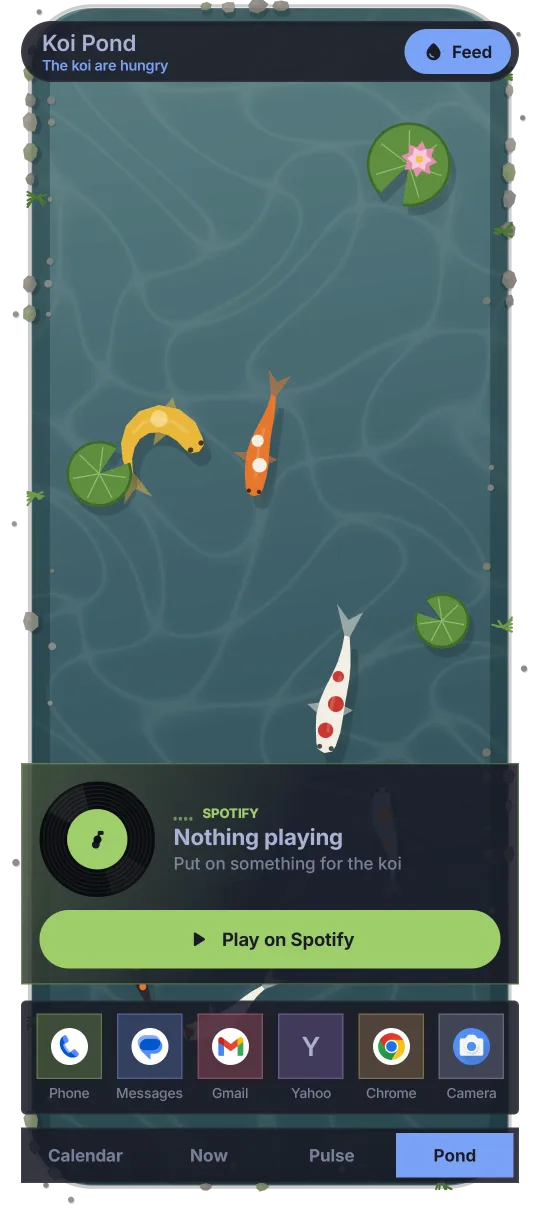 Koi Pond
The koi are hungry
Feed
SPOTIFY
Nothing playing
Put on something for the koi
Play on Spotify
Y
Phone
Messages
Gmail
Yahoo
Chrome
Camera
Calendar
Now
Pulse
Pond